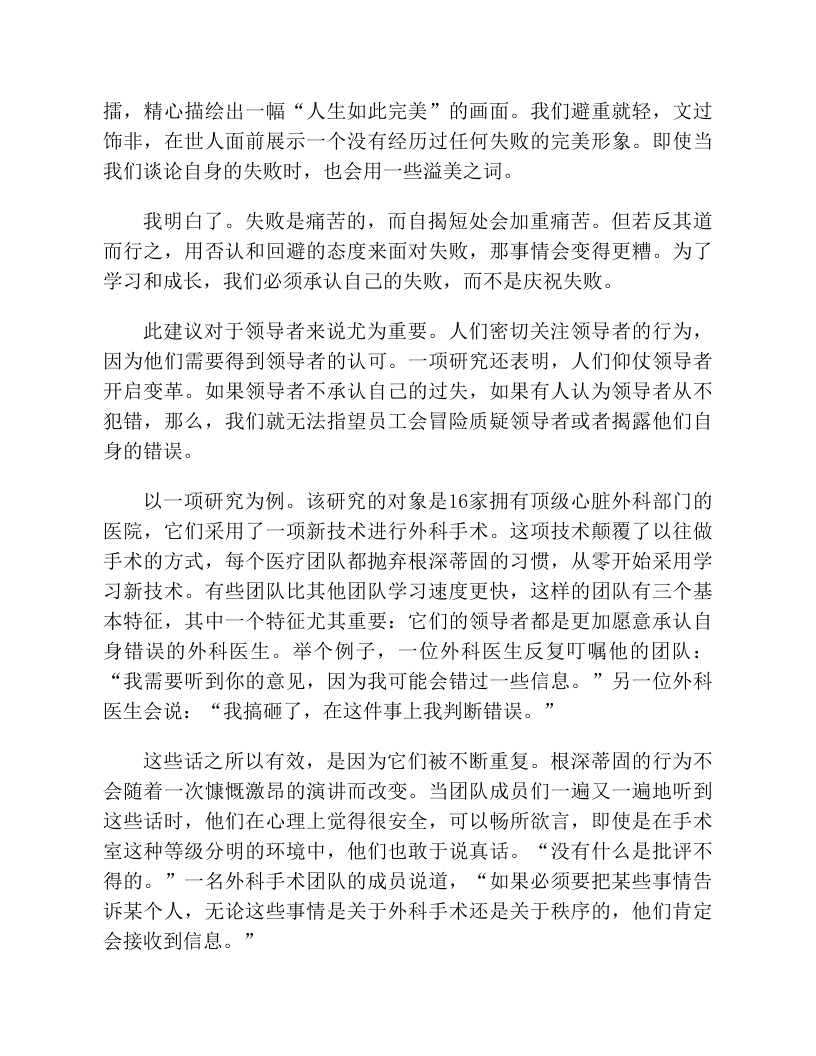 擂，精心描绘出一幅“人生如此完美”的画面。我们避重就轻，文过
饰非，在世人面前展示一个没有经历过任何失败的完美形象。即使当
我们谈论自身的失败时，也会用一些溢美之词。
我明白了。失败是痛苦的，而自揭短处会加重痛苦。但若反其道
而行之，用否认和回避的态度来面对失败，那事情会变得更糟。为了
学习和成长，我们必须承认自己的失败，而不是庆祝失败。
此建议对于领导者来说尤为重要。人们密切关注领导者的行为，
因为他们需要得到领导者的认可。一项研究还表明，人们仰仗领导者
开启变革。如果领导者不承认自己的过失，如果有人认为领导者从不
犯错，那么，我们就无法指望员工会冒险质疑领导者或者揭露他们自
身的错误。
以一项研究为例。该研究的对象是16家拥有顶级心脏外科部门的
医院，它们采用了一项新技术进行外科手术。这项技术颠覆了以往做
手术的方式，每个医疗团队都抛弃根深蒂固的习惯，从零开始采用学
习新技术。有些团队比其他团队学习速度更快，这样的团队有三个基
本特征，其中一个特征尤其重要：它们的领导者都是更加愿意承认自
身错误的外科医生。举个例子，一位外科医生反复叮嘱他的团队：
“我需要听到你的意见，因为我可能会错过一些信息。”另一位外科
医生会说：“我搞砸了，在这件事上我判断错误。”
这些话之所以有效，是因为它们被不断重复。根深蒂固的行为不
会随着一次慷慨激昂的演讲而改变。当团队成员们一遍又一遍地听到
这些话时，他们在心理上觉得很安全，可以畅所欲言，即使是在手术
室这种等级分明的环境中，他们也敢于说真话。“没有什么是批评不
得的。”一名外科手术团队的成员说道，“如果必须要把某些事情告
诉某个人，无论这些事情是关于外科手术还是关于秩序的，他们肯定
会接收到信息。”